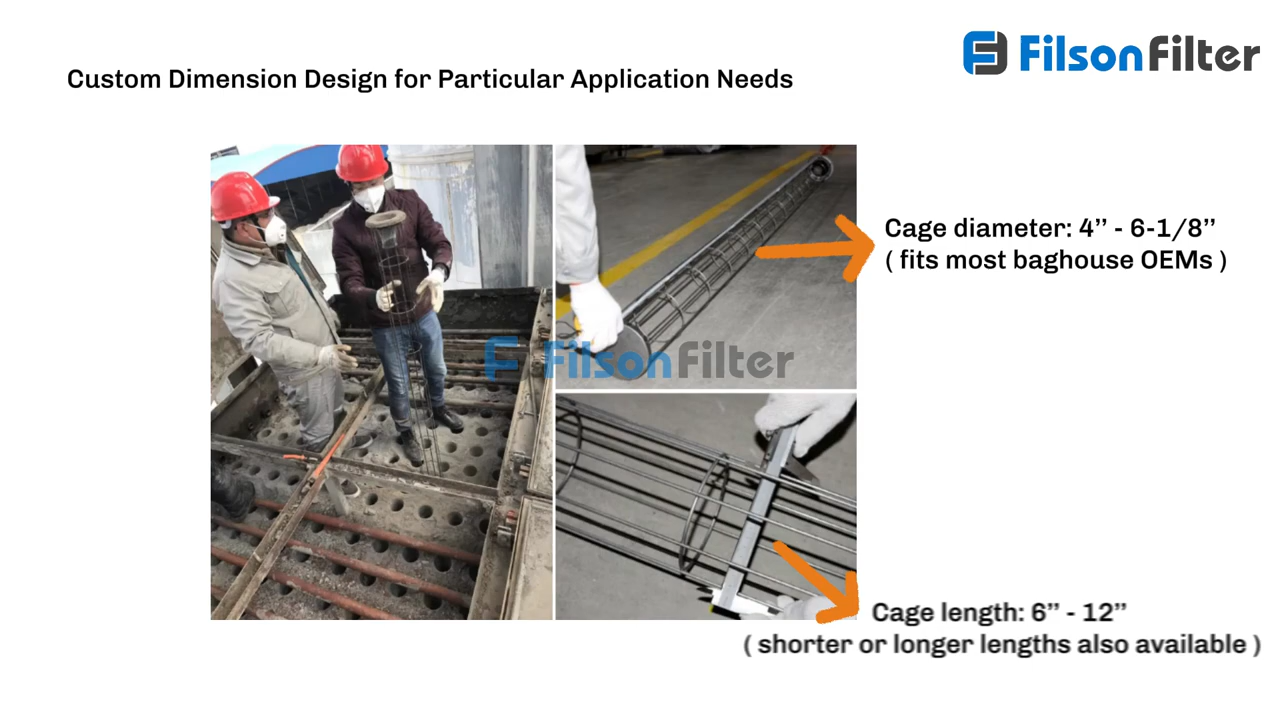 FilsonFilter
Custom Dimension Design for Particular Application Needs
Cage diameter: 4’’ - 6-1/8’’
( fits most baghouse OEMs )
FilsonFilter
Cage length: 6’’ - 12’’
( shorter or longer lengths also available )